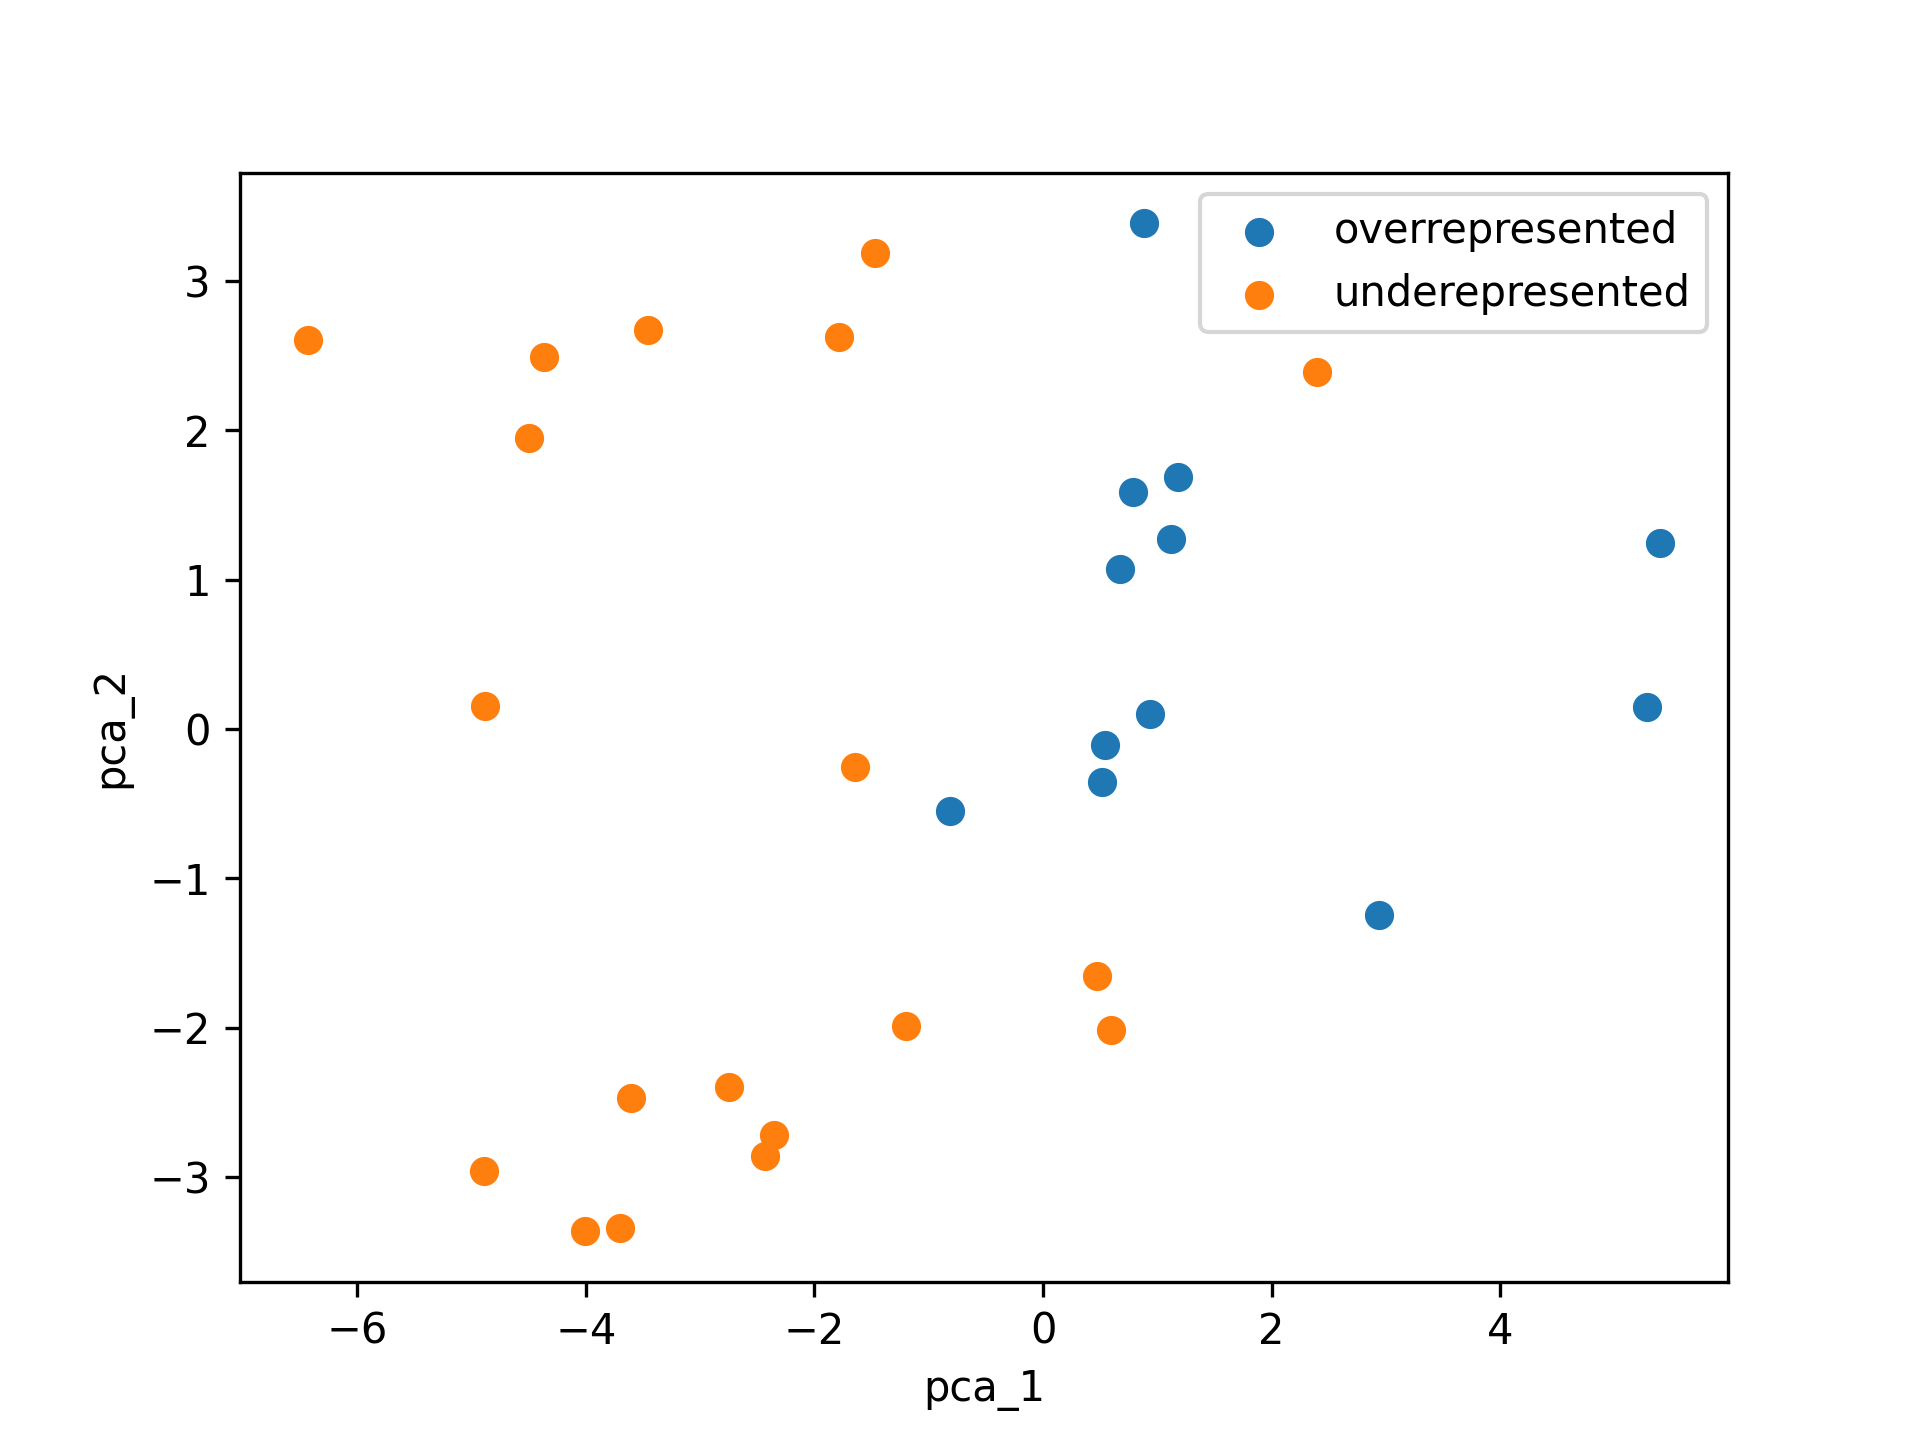 overrepresented
underepresented
3
2
1
0
−1
−2
−3
pca_2
−6 −4 −2 0 2 4
pca_1